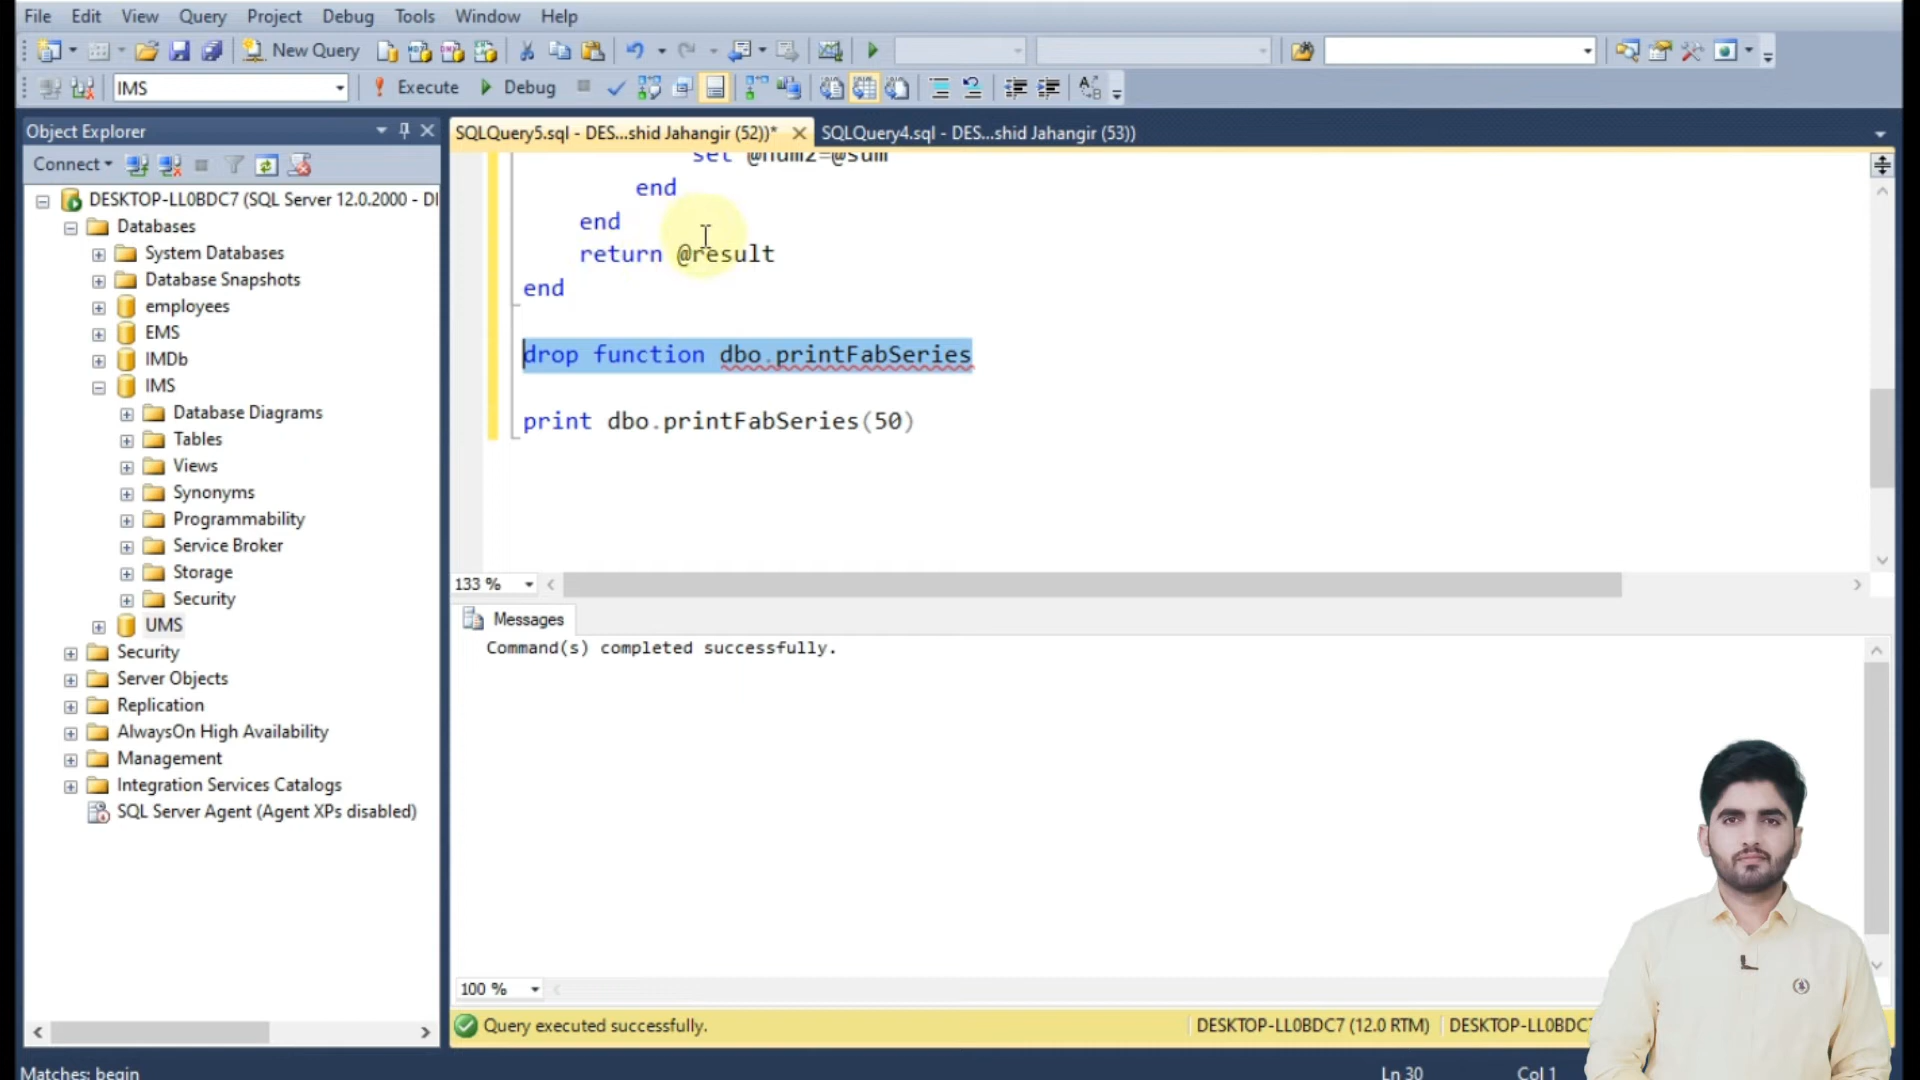 File Edit View Query Project Debug Tools Window Help
New Query
IMS Execute Debug
Object Explorer
Connect
DESKTOP-LL0BDC7 (SQL Server 12.0.2000 - DI
Databases
System Databases
Database Snapshots
employees
EMS
IMDb
IMS
Database Diagrams
Tables
Views
Synonyms
Programmability
Service Broker
Storage
Security
UMS
Security
Server Objects
Replication
AlwaysOn High Availability
Management
Integration Services Catalogs
SQL Server Agent (Agent XPs disabled)
SQLQuery5.sql - DES...shid Jahangir (52))* SQLQuery4.sql - DES...shid Jahangir (53))
set @num2=@sum
end
end
return @result
end
drop function dbo.printFabSeries
print dbo.printFabSeries(50)
133 %
Messages
Command(s) completed successfully.
100 %
Query executed successfully. DESKTOP-LL0BDC7 (12.0 RTM) DESKTOP-LL0BDC7
Matches: begin Ln 30 Col 1